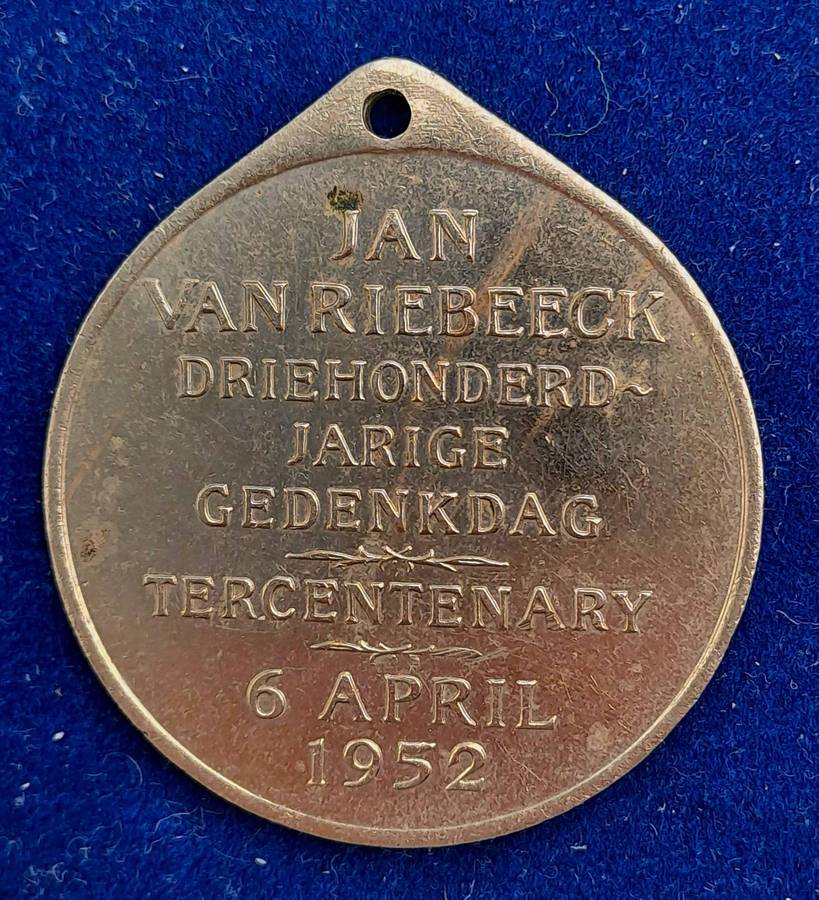 JAN
VAN RIEBEECK
DRIEHONDERD~
JARIGE
GEDENKDAG
TERCENTENARY
6 APRIL
1952